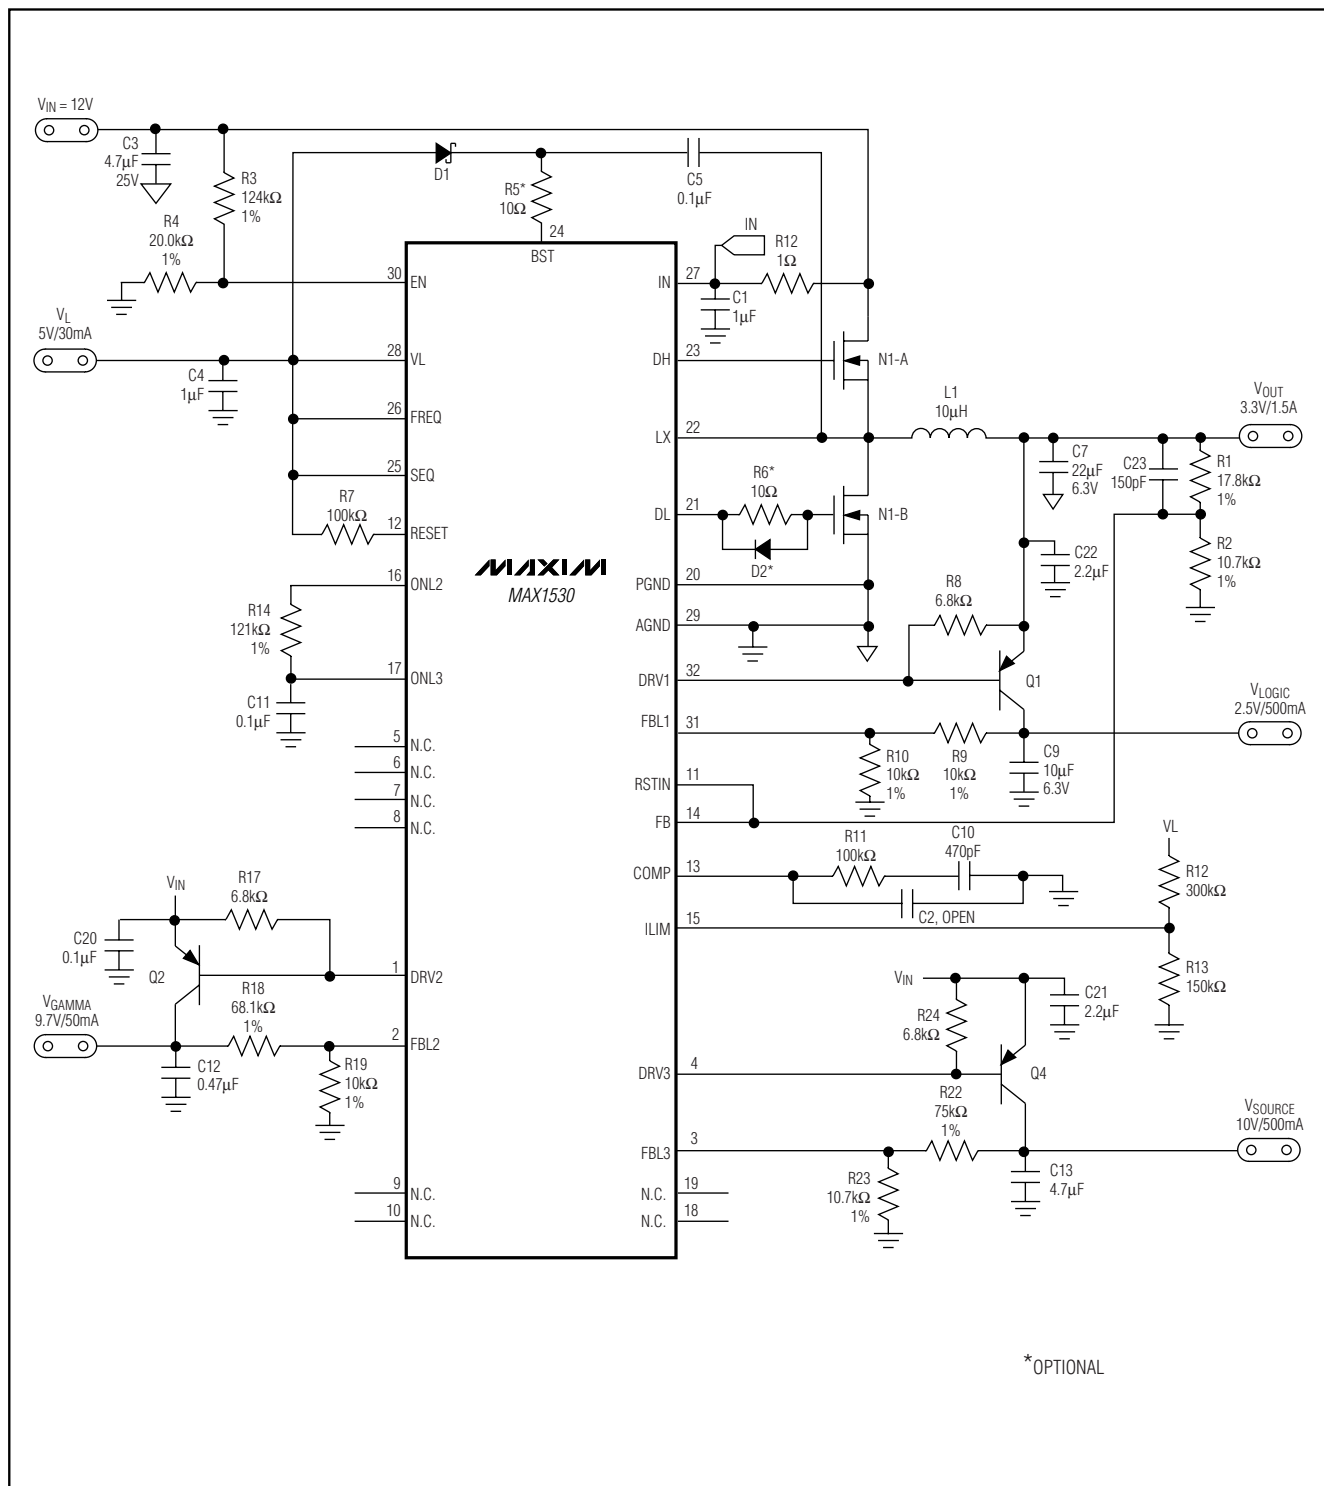 VIN = 12V
C3
4.7µF
25V
R3
124kΩ
1%
R4
20.0kΩ
1%
D1
R5*
10Ω
C5
0.1µF
24
BST
30
EN
VL
5V/30mA
28
VL
C4
1µF
26
FREQ
25
SEQ
R7
100kΩ
12
RESET
16
ONL2
R14
121kΩ
1%
17
ONL3
C11
0.1µF
5
N.C.
6
N.C.
7
N.C.
8
N.C.
VIN
R17
6.8kΩ
C20
0.1µF
Q2
1
DRV2
VGAMMA
9.7V/50mA
R18
68.1kΩ
1%
2
FBL2
C12
0.47µF
R19
10kΩ
1%
9
N.C.
10
N.C.
MAXIM
MAX1530
IN
R12
1Ω
IN
27
C1
1µF
DH
23
N1-A
LX
22
L1
10µH
VOUT
3.3V/1.5A
C7
22µF
6.3V
C23
150pF
R1
17.8kΩ
1%
R6*
10Ω
DL
21
N1-B
D2*
R2
10.7kΩ
1%
C22
2.2µF
PGND
20
AGND
29
R8
6.8kΩ
DRV1
32
Q1
FBL1
31
VLOGIC
2.5V/500mA
R10
10kΩ
1%
R9
10kΩ
1%
C9
10µF
6.3V
RSTIN
11
FB
14
COMP
13
R11
100kΩ
C10
470pF
C2, OPEN
VL
R12
300kΩ
ILIM
15
R13
150kΩ
VIN
R24
6.8kΩ
C21
2.2µF
DRV3
4
Q4
R22
75kΩ
1%
VSOURCE
10V/500mA
FBL3
3
R23
10.7kΩ
1%
C13
4.7µF
19
N.C.
18
N.C.
*OPTIONAL